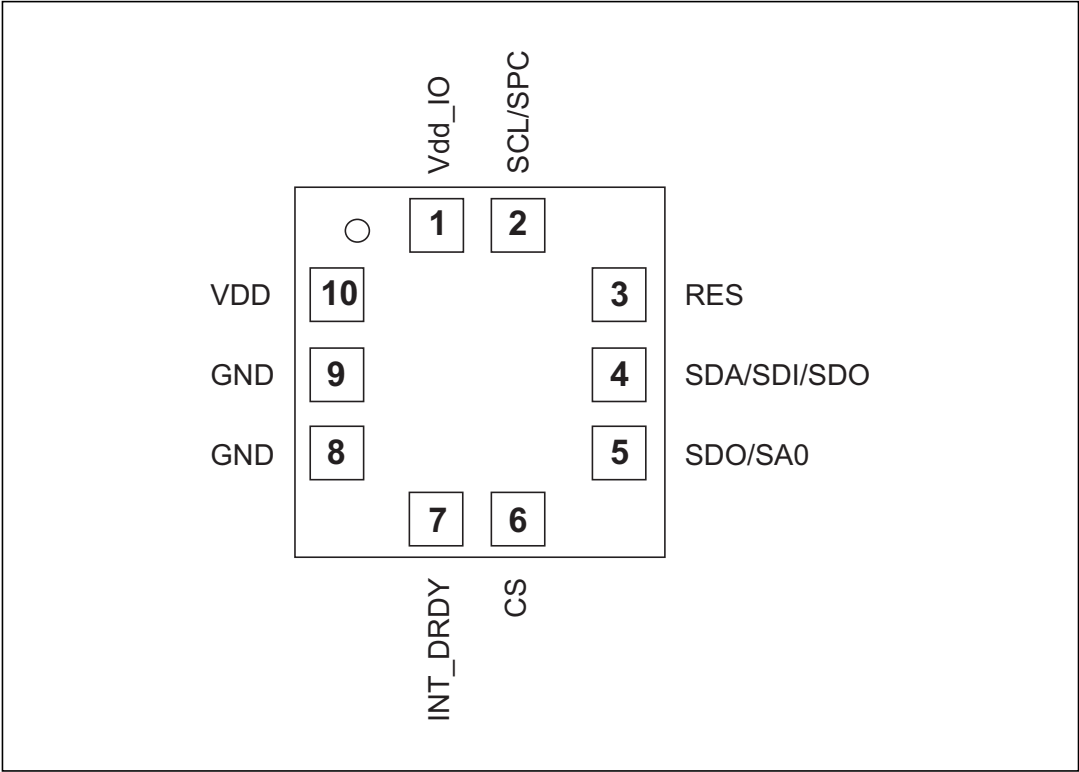 Vdd_IO
SCL/SPC
1
2
VDD
10
3
RES
GND
9
4
SDA/SDI/SDO
GND
8
5
SDO/SA0
7
6
INT_DRDY
CS